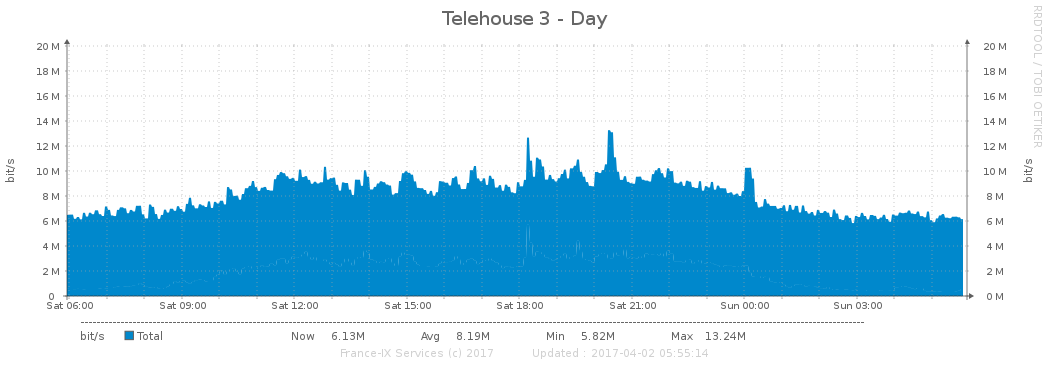 Telehouse 3 - Day
RRDTOOL / TOBI OETIKER
bit/s
bit/s
20 M 20 M
18 M 18 M
16 M 16 M
14 M 14 M
12 M 12 M
10 M 10 M
8 M 8 M
6 M 6 M
4 M 4 M
2 M 2 M
0 0 M
Sat 06:00 Sat 09:00 Sat 12:00 Sat 15:00 Sat 18:00 Sat 21:00 Sun 00:00 Sun 03:00
bit/s Total Now 6.13M Avg 8.19M Min 5.82M Max 13.24M
France-IX Services (c) 2017 Updated : 2017-04-02 05:55:14